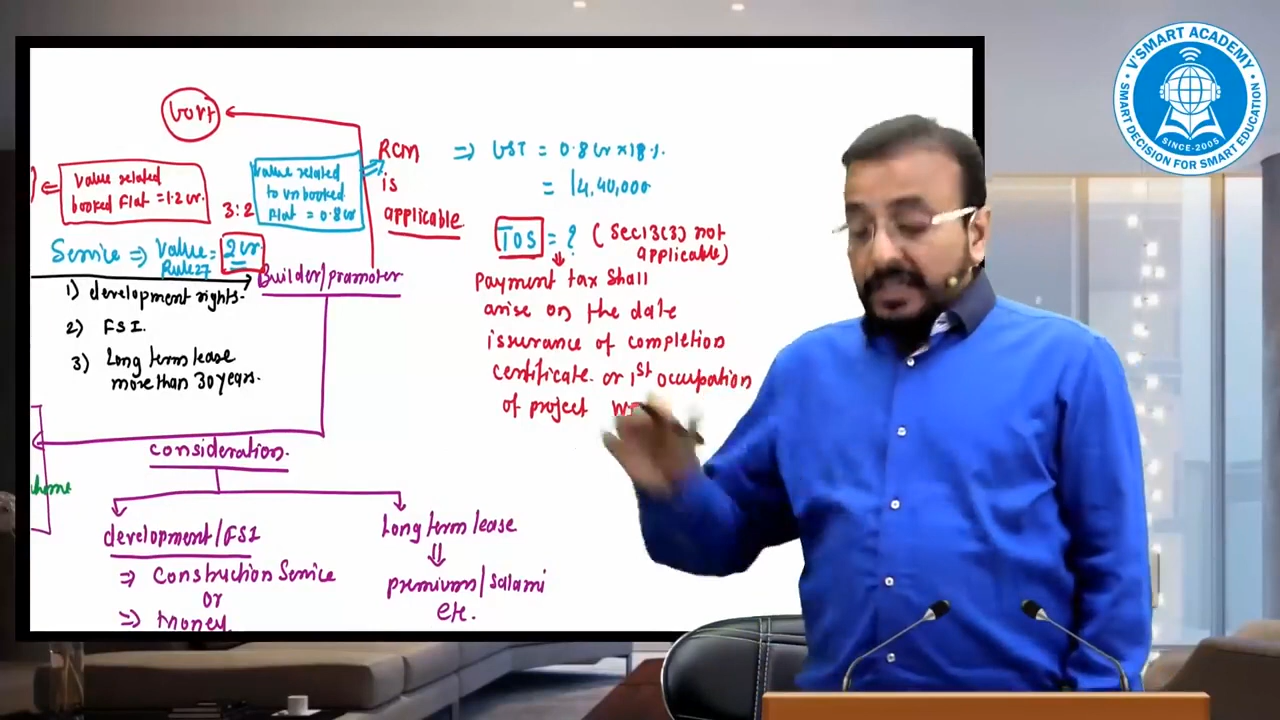 Govt
RCM
is
applicable
⇒ GST = 0.8 cr x 18%
= 14,40,000
value related
booked Flat = 1.2 cr.
3:2
value related
to unbooked
Flat = 0.8 cr
Service ⇒ Value = 2 cr
Rule 27
Builder/promoter
1) development rights.
2) FSI.
3) Long term lease
more than 30 years.
TOS = ? (Sec 13(3) not
applicable)
Payment tax shall
arise on the date
issurance of completion
certificate or 1st occupation
of project
consideration.
development/FSI
⇒ Construction Service
or
⇒ Money
Long term lease
premiums/salami
etc.
V'SMART ACADEMY
SINCE-2005
SMART DECISION FOR SMART EDUCATION